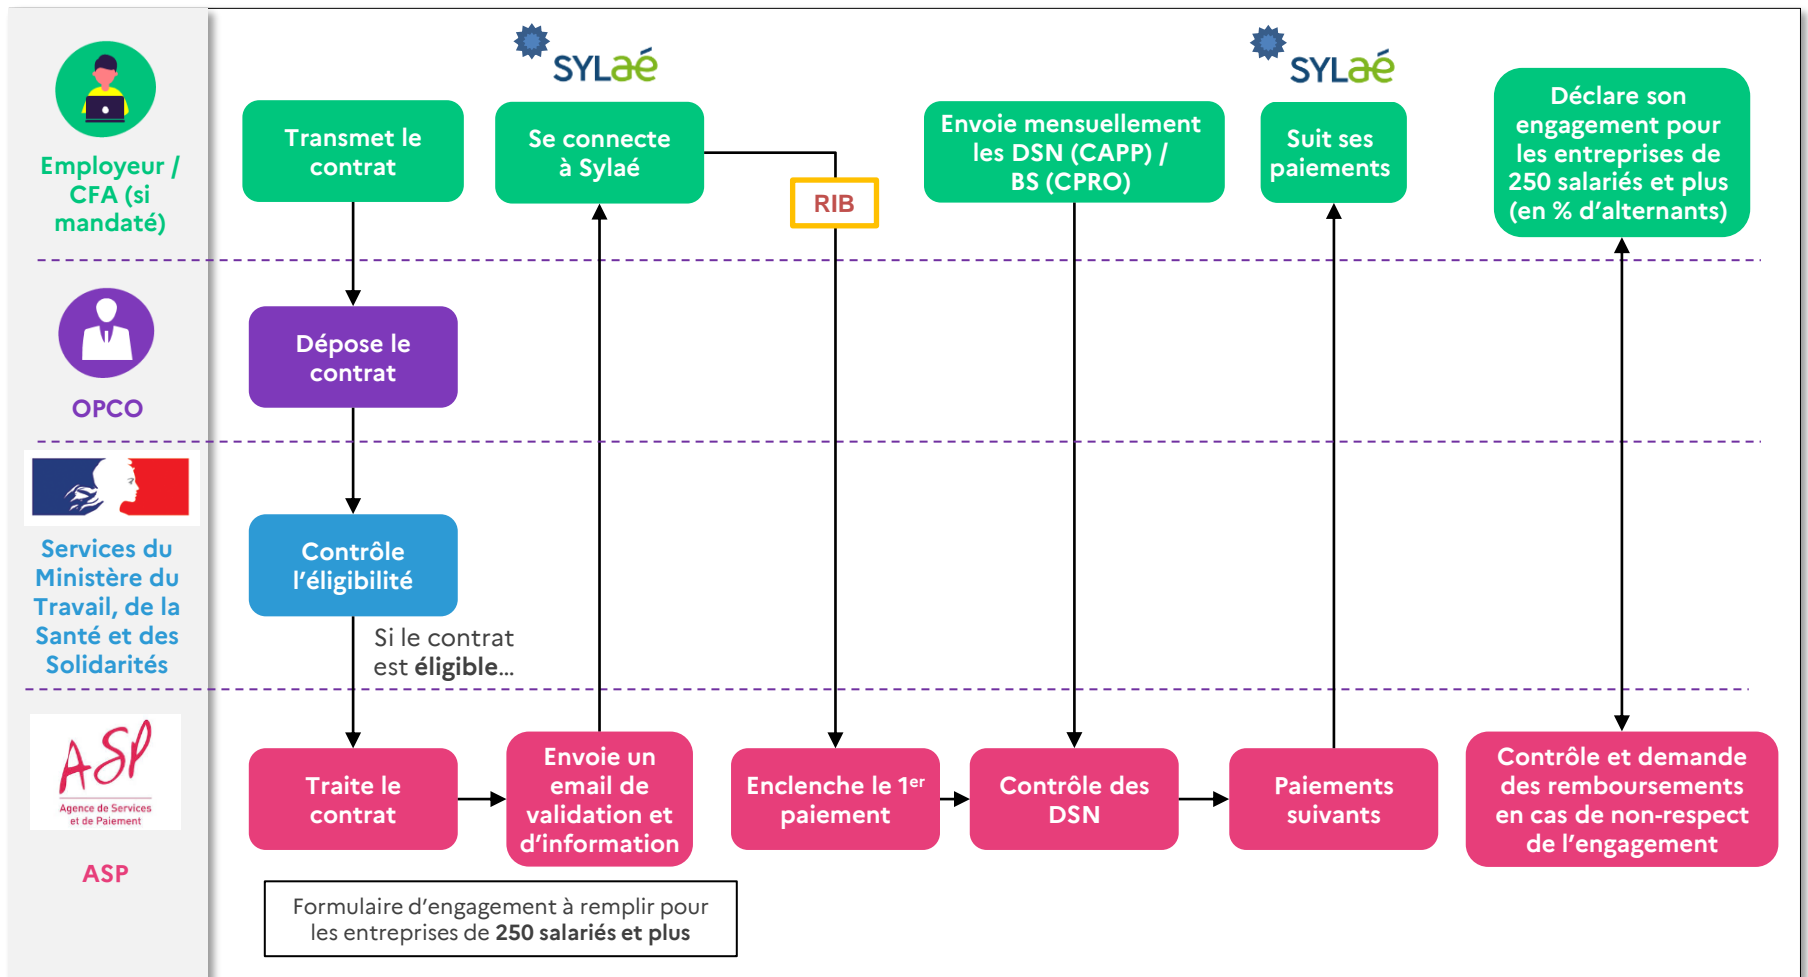 SYLaé
SYLaé
Employeur /
CFA (si
mandaté)
Transmet le
contrat
Se connecte
à Sylaé
RIB
Envoie mensuellement
les DSN (CAPP) /
BS (CPRO)
Suit ses
paiements
Déclare son
engagement pour
les entreprises de
250 salariés et plus
(en % d’alternants)
OPCO
Dépose le
contrat
Services du
Ministère du
Travail, de la
Santé et des
Solidarités
Contrôle
l’éligibilité
Si le contrat
est éligible…
ASP
Agence de Services
et de Paiement
ASP
Traite le
contrat
Envoie un
email de
validation et
d’information
Enclenche le 1er
paiement
Contrôle des
DSN
Paiements
suivants
Contrôle et demande
des remboursements
en cas de non-respect
de l’engagement
Formulaire d’engagement à remplir pour
les entreprises de 250 salariés et plus